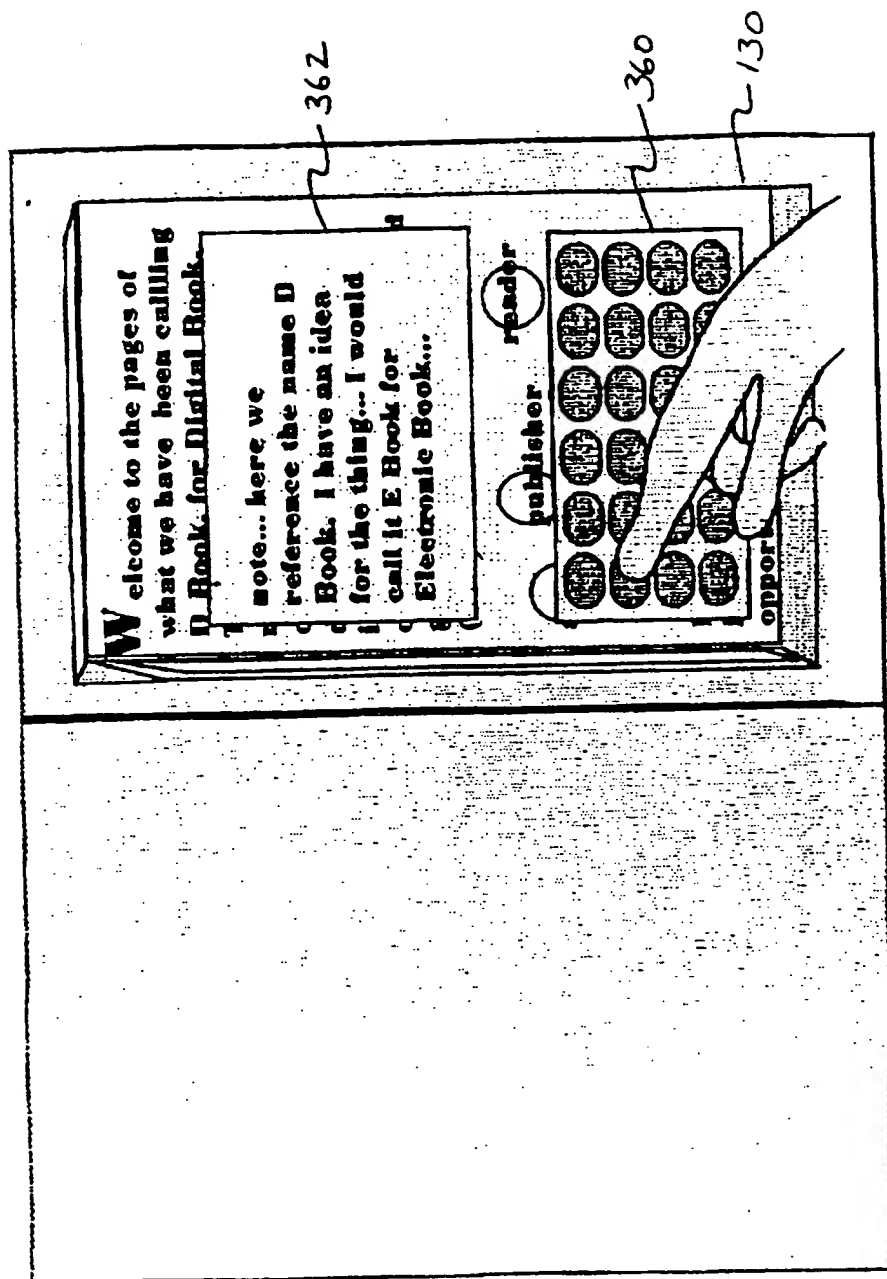 Welcome to the pages of
what we have been callling
D Book, for Digital Book.
note... here we
reference the name D
Book. I have an idea
for the thing... I would
call it E Book for
Electronic Book...
publisher
reader
oppor
362
360
130